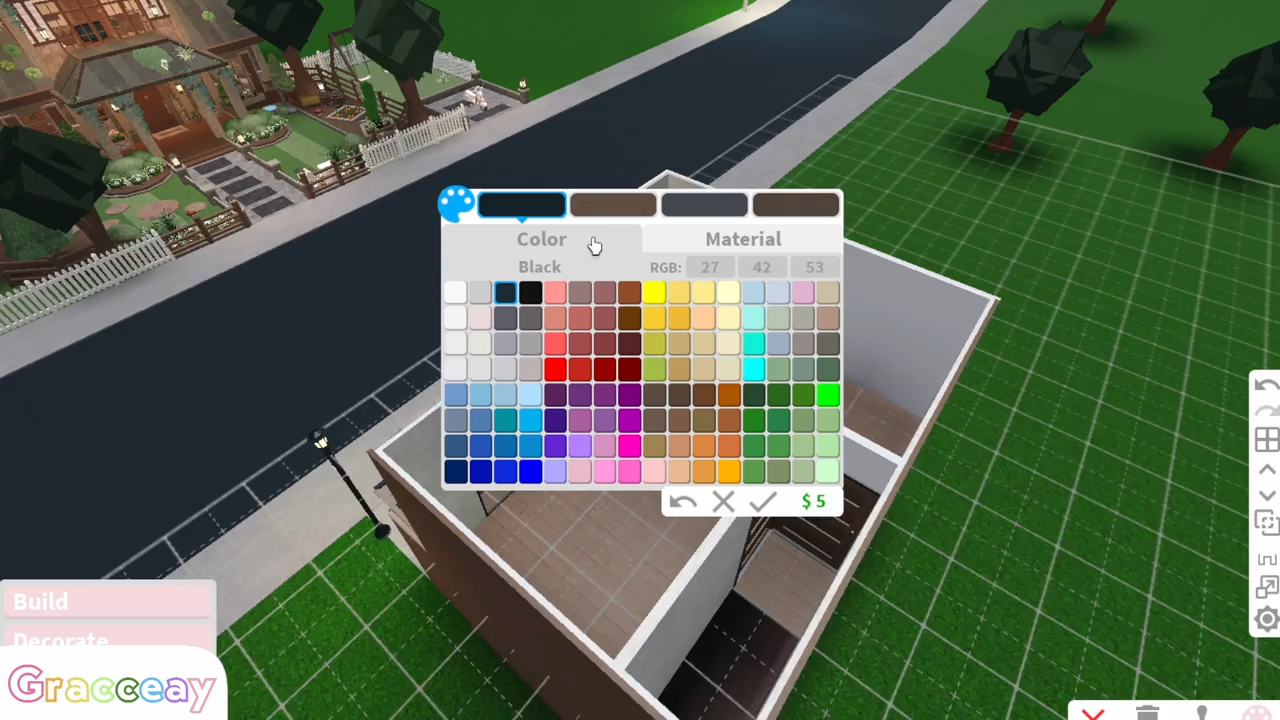 Color
Material
Black
RGB: 27 42 53
$ 5
Build
Decorate
Gracceay